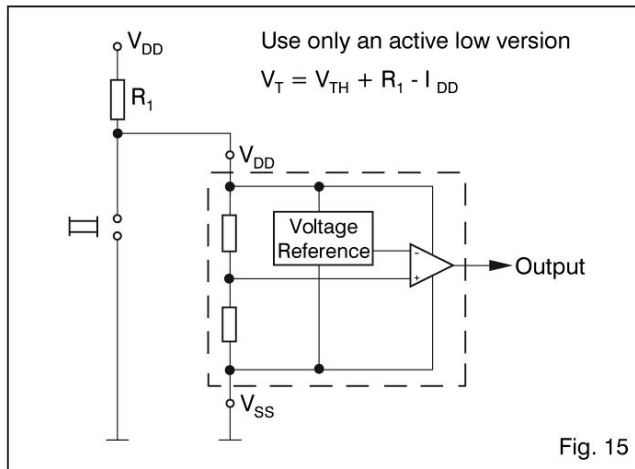 Use only an active low version
V_T = V_TH + R_1 - I_DD
V_DD
R_1
V_DD
Voltage
Reference
-
+
Output
V_SS
Fig. 15